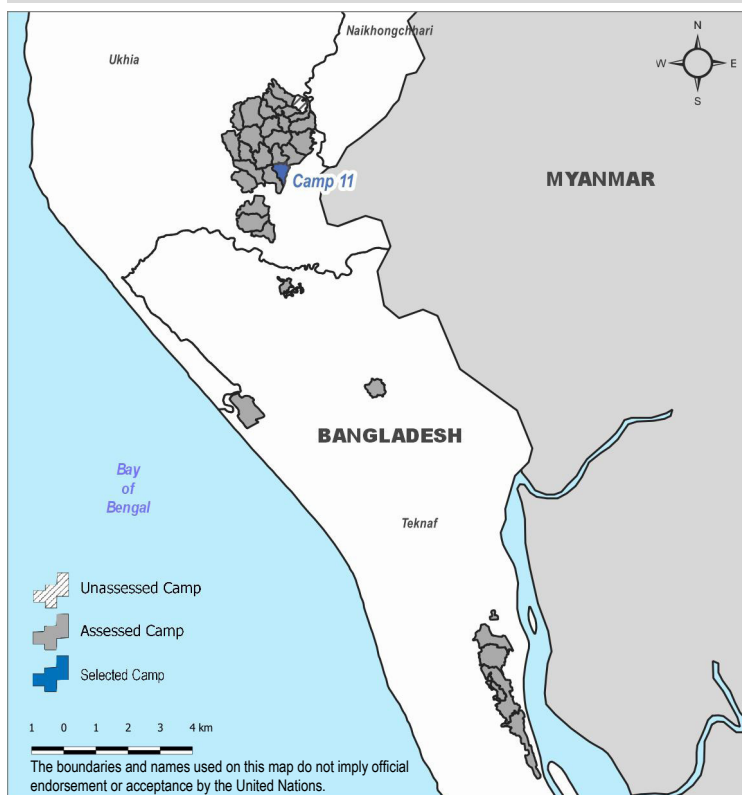 Naikhongchhari
Ukhia
N
W E
S
Camp 11
MYANMAR
BANGLADESH
Bay
of
Bengal
Teknaf
Unassessed Camp
Assessed Camp
Selected Camp
1 0 1 2 3 4 km
The boundaries and names used on this map do not imply official
endorsement or acceptance by the United Nations.